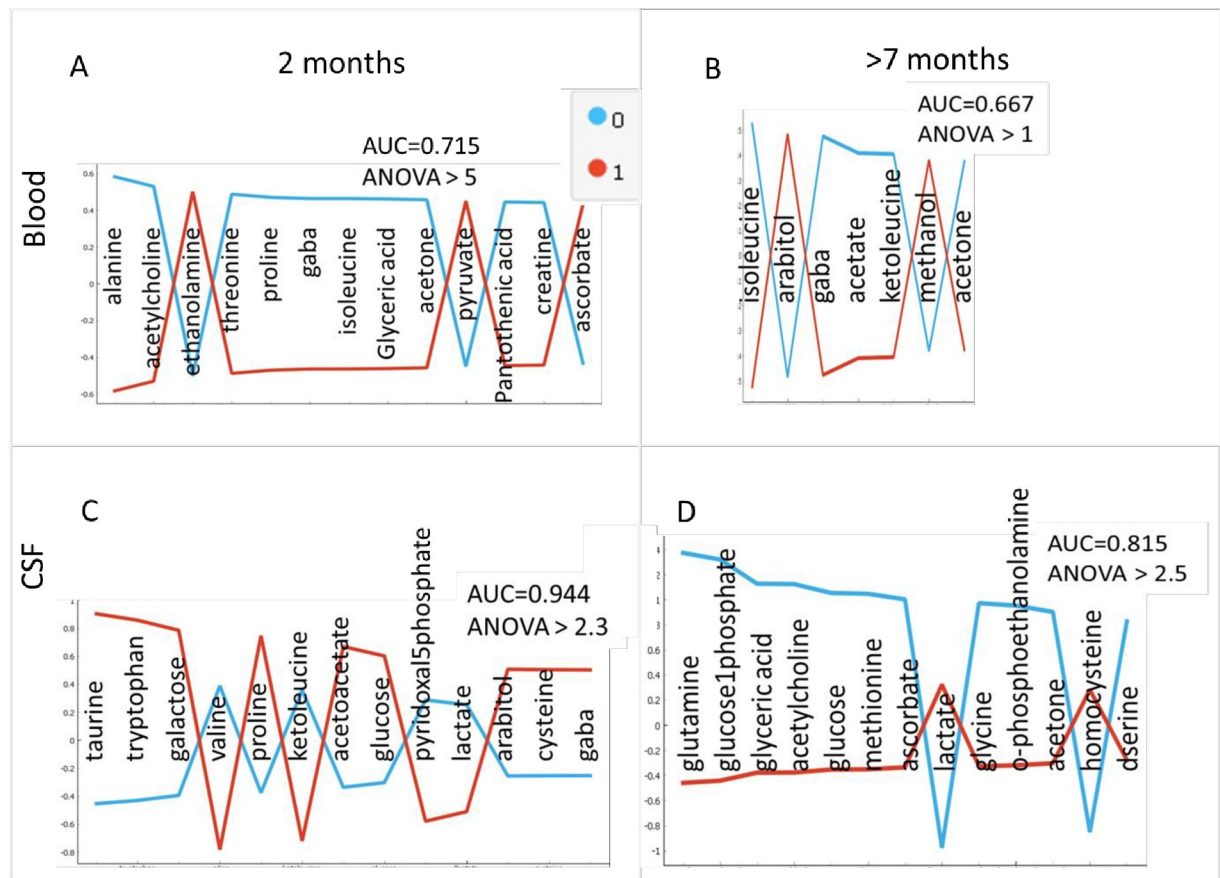 A
2 months
AUC=0.715
ANOVA > 5
0
1
Blood
0.6
0.4
0.2
0
-0.2
-0.4
-0.6
alanine
acetylcholine
ethanolamine
threonine
proline
gaba
isoleucine
Glyceric acid
acetone
pyruvate
Pantothenic acid
creatine
ascorbate
B
>7 months
AUC=0.667
ANOVA > 1
isoleucine
arabitol
gaba
acetate
ketoleucine
methanol
acetone
C
AUC=0.944
ANOVA > 2.3
CSF
1
0.8
0.6
0.4
0.2
0
-0.2
-0.4
-0.6
-0.8
taurine
tryptophan
galactose
valine
proline
ketoleucine
acetoacetate
glucose
pyridoxal5phosphate
lactate
arabitol
cysteine
gaba
D
AUC=0.815
ANOVA > 2.5
-0.2
-0.4
-0.6
-0.8
-1
glutamine
glucose1phosphate
glyceric acid
acetylcholine
glucose
methionine
ascorbate
lactate
glycine
o-phosphoethanolamine
acetone
homocysteine
dserine